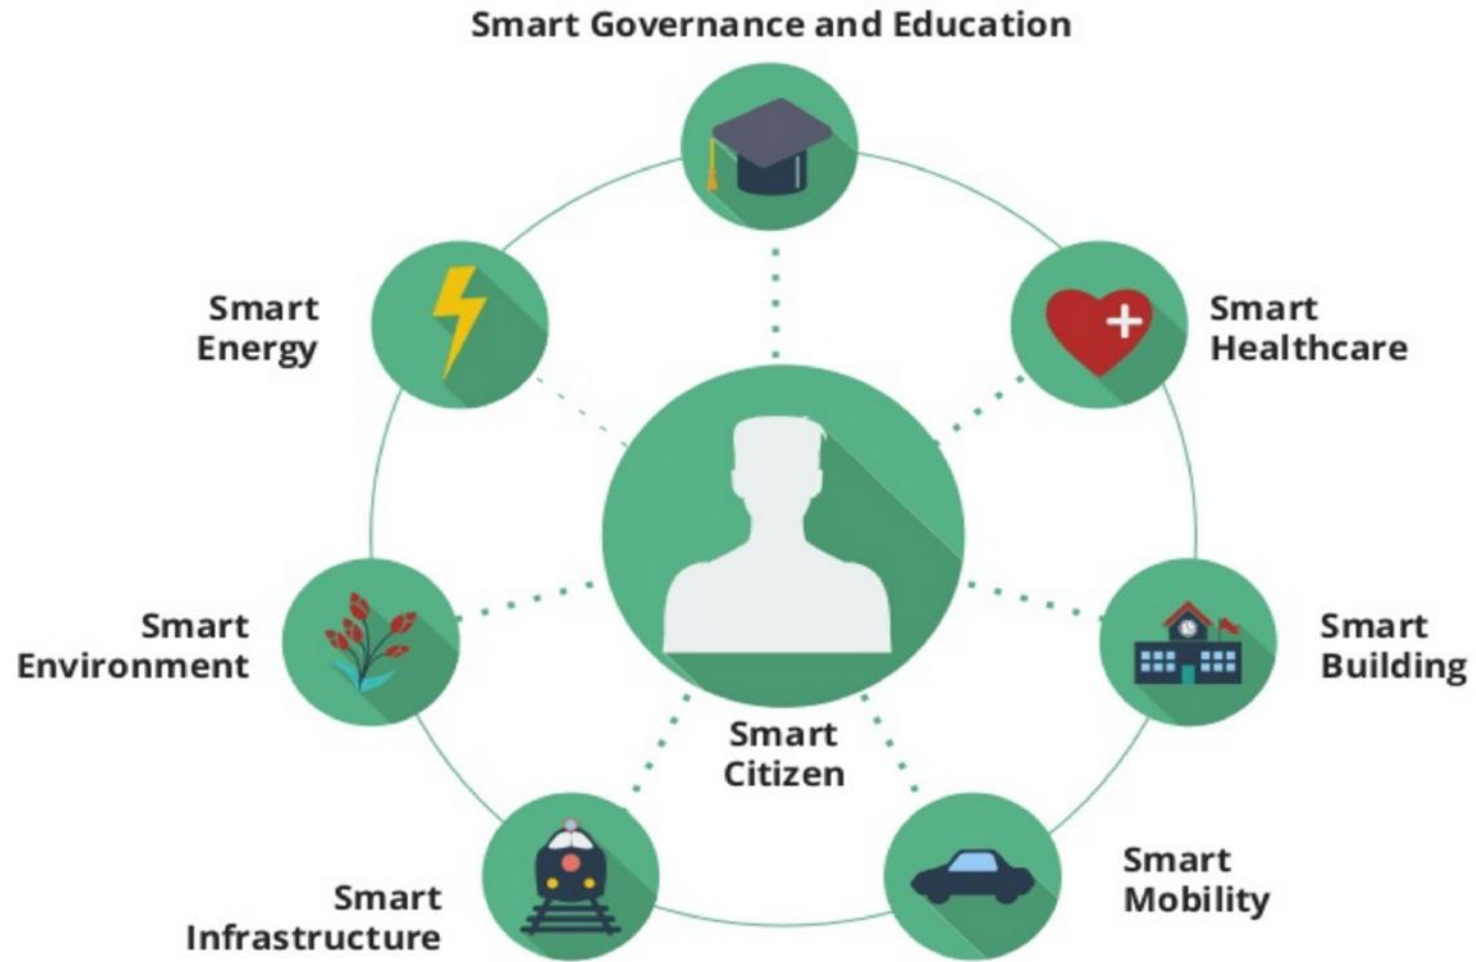 Smart Governance and Education
Smart
Energy
Smart
Healthcare
Smart
Environment
Smart
Building
Smart
Citizen
Smart
Infrastructure
Smart
Mobility